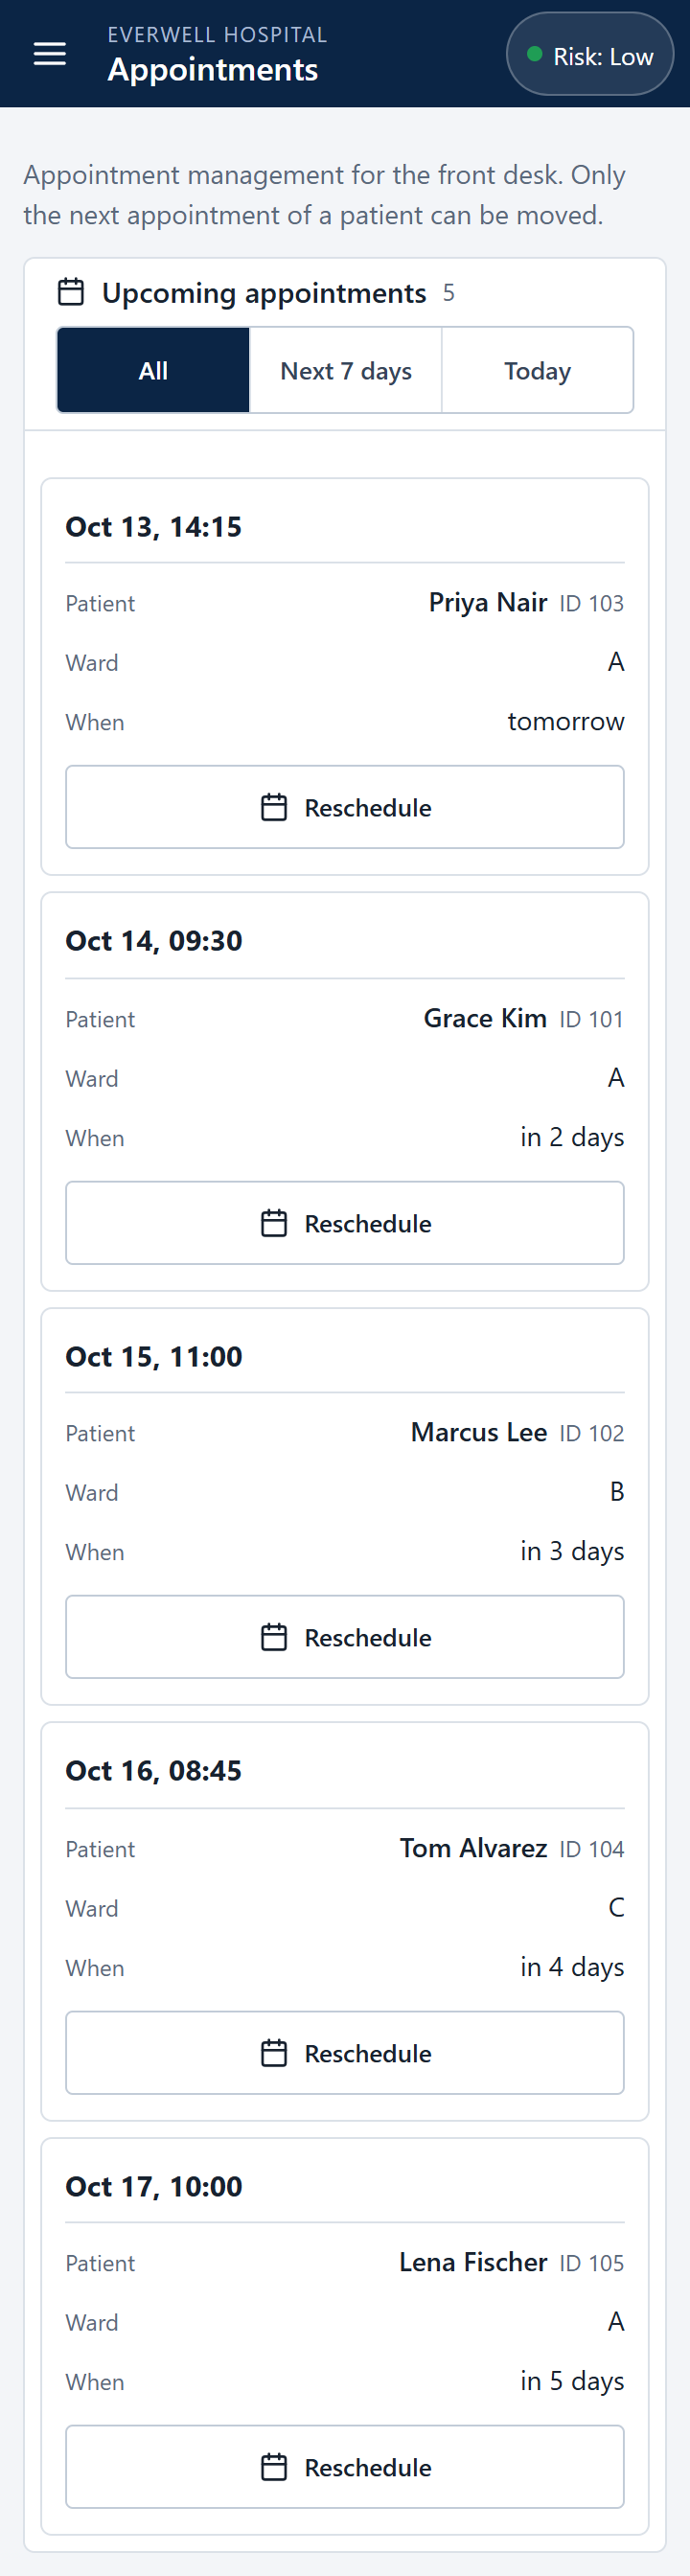 EVERWELL HOSPITAL
Appointments
Risk: Low
Appointment management for the front desk. Only
the next appointment of a patient can be moved.
Upcoming appointments 5
All Next 7 days Today
Oct 13, 14:15
Patient Priya Nair ID 103
Ward A
When tomorrow
Reschedule
Oct 14, 09:30
Patient Grace Kim ID 101
Ward A
When in 2 days
Reschedule
Oct 15, 11:00
Patient Marcus Lee ID 102
Ward B
When in 3 days
Reschedule
Oct 16, 08:45
Patient Tom Alvarez ID 104
Ward C
When in 4 days
Reschedule
Oct 17, 10:00
Patient Lena Fischer ID 105
Ward A
When in 5 days
Reschedule